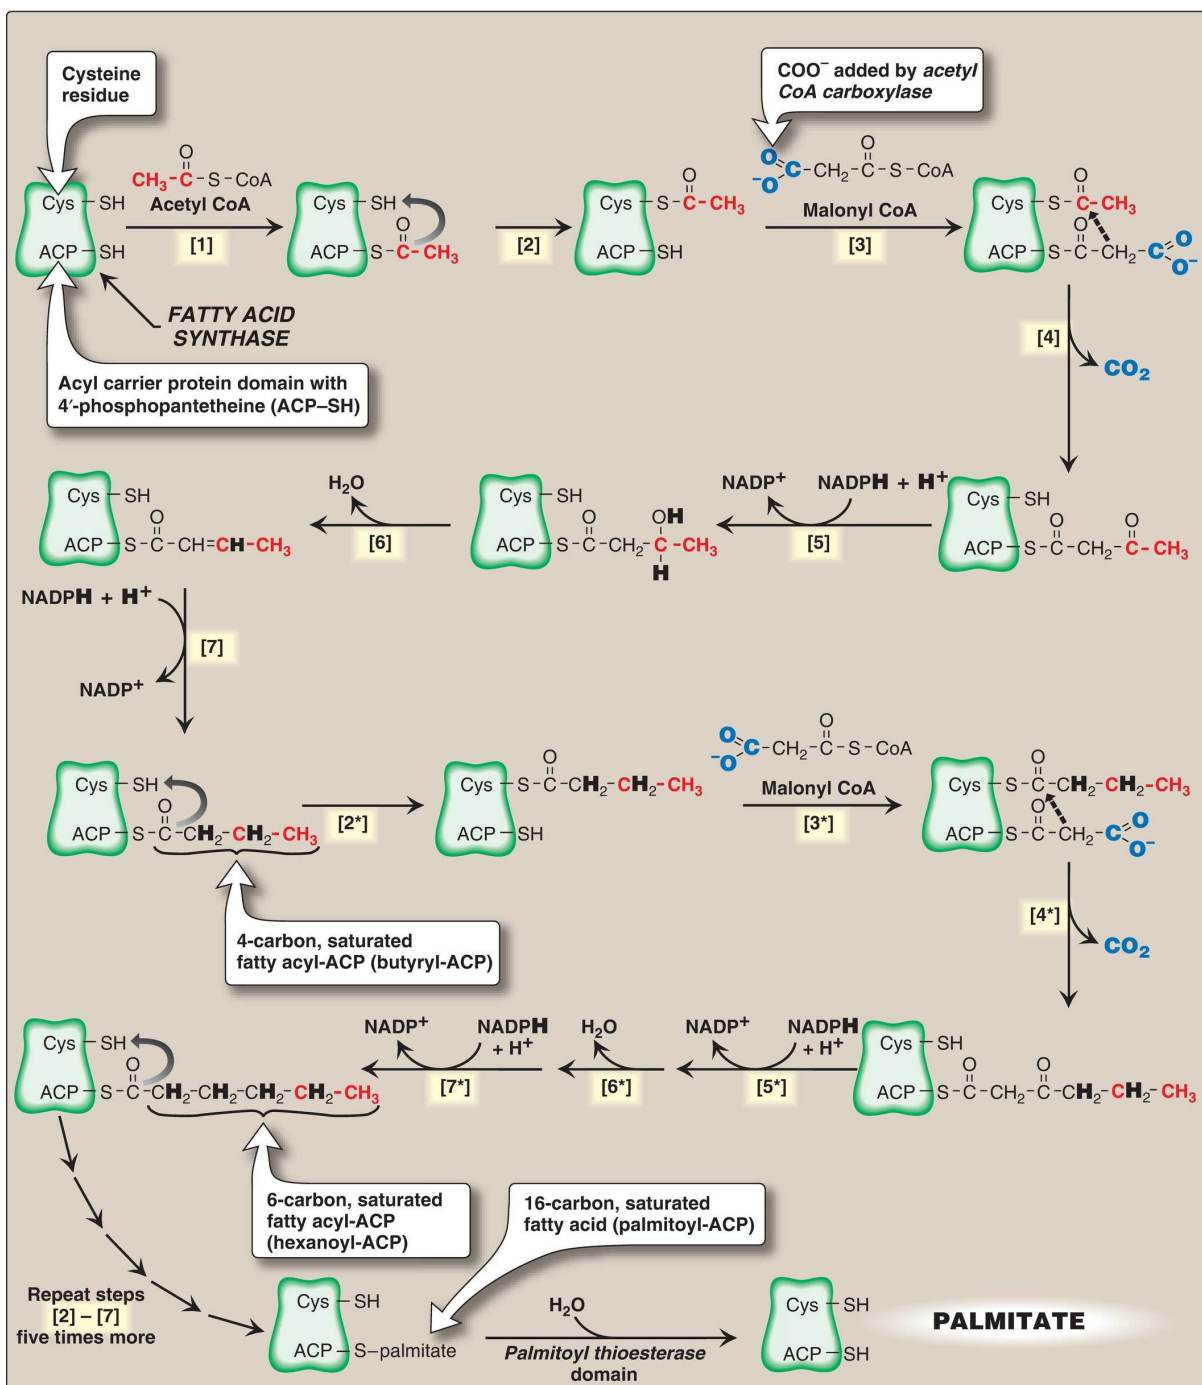 Cysteine
residue
COO⁻ added by acetyl
CoA carboxylase
O
CH₃–C–S–CoA
Acetyl CoA
[1]
Cys–SH
ACP–SH
Cys–SH
O
ACP–S–C–CH₃
[2]
O
Cys–S–C–CH₃
ACP–SH
O O
⁻O C–CH₂–C–S–CoA
Malonyl CoA
[3]
O
Cys–S–C–CH₃
O O
ACP–S–C–CH₂–C O⁻
FATTY ACID
SYNTHASE
Acyl carrier protein domain with
4′-phosphopantetheine (ACP–SH)
[4]
CO₂
Cys–SH
O
ACP–S–C–CH=CH–CH₃
H₂O
[6]
Cys–SH
O OH
ACP–S–C–CH₂–C–CH₃
H
NADP⁺ NADPH + H⁺
[5]
Cys–SH
O O
ACP–S–C–CH₂–C–CH₃
NADPH + H⁺
[7]
NADP⁺
Cys–SH
O
ACP–S–C–CH₂–CH₂–CH₃
[2*]
O
Cys–S–C–CH₂–CH₂–CH₃
ACP–SH
O O
⁻O C–CH₂–C–S–CoA
Malonyl CoA
[3*]
O
Cys–S–C–CH₂–CH₂–CH₃
O O
ACP–S–C–CH₂–C O⁻
4-carbon, saturated
fatty acyl-ACP (butyryl-ACP)
[4*]
CO₂
Cys–SH
O
ACP–S–C–CH₂–CH₂–CH₂–CH₂–CH₃
NADP⁺ NADPH
+ H⁺
[7*]
H₂O
[6*]
NADP⁺ NADPH
+ H⁺
[5*]
Cys–SH
O O
ACP–S–C–CH₂–C–CH₂–CH₂–CH₃
6-carbon, saturated
fatty acyl-ACP
(hexanoyl-ACP)
16-carbon, saturated
fatty acid (palmitoyl-ACP)
Repeat steps
[2] – [7]
five times more
Cys–SH
ACP–S–palmitate
H₂O
Palmitoyl thioesterase
domain
Cys–SH
ACP–SH
PALMITATE